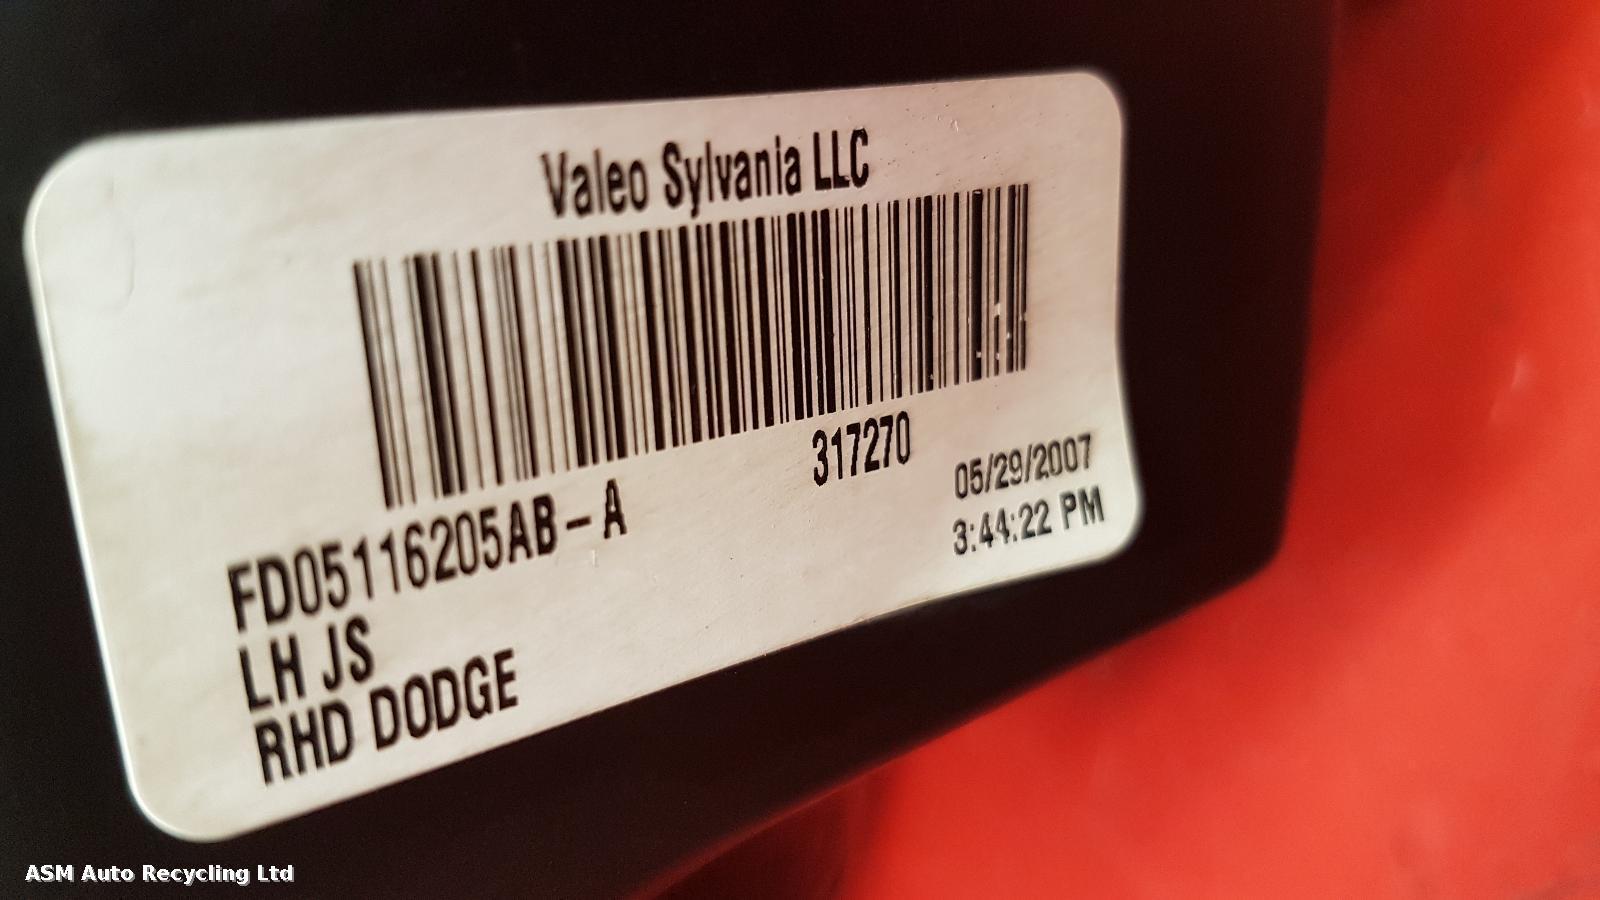 Valeo Sylvania LLC
317270
05/29/2007
3:44:22 PM
FD05116205AB – A
LH JS
RHD DODGE
ASM Auto Recycling Ltd